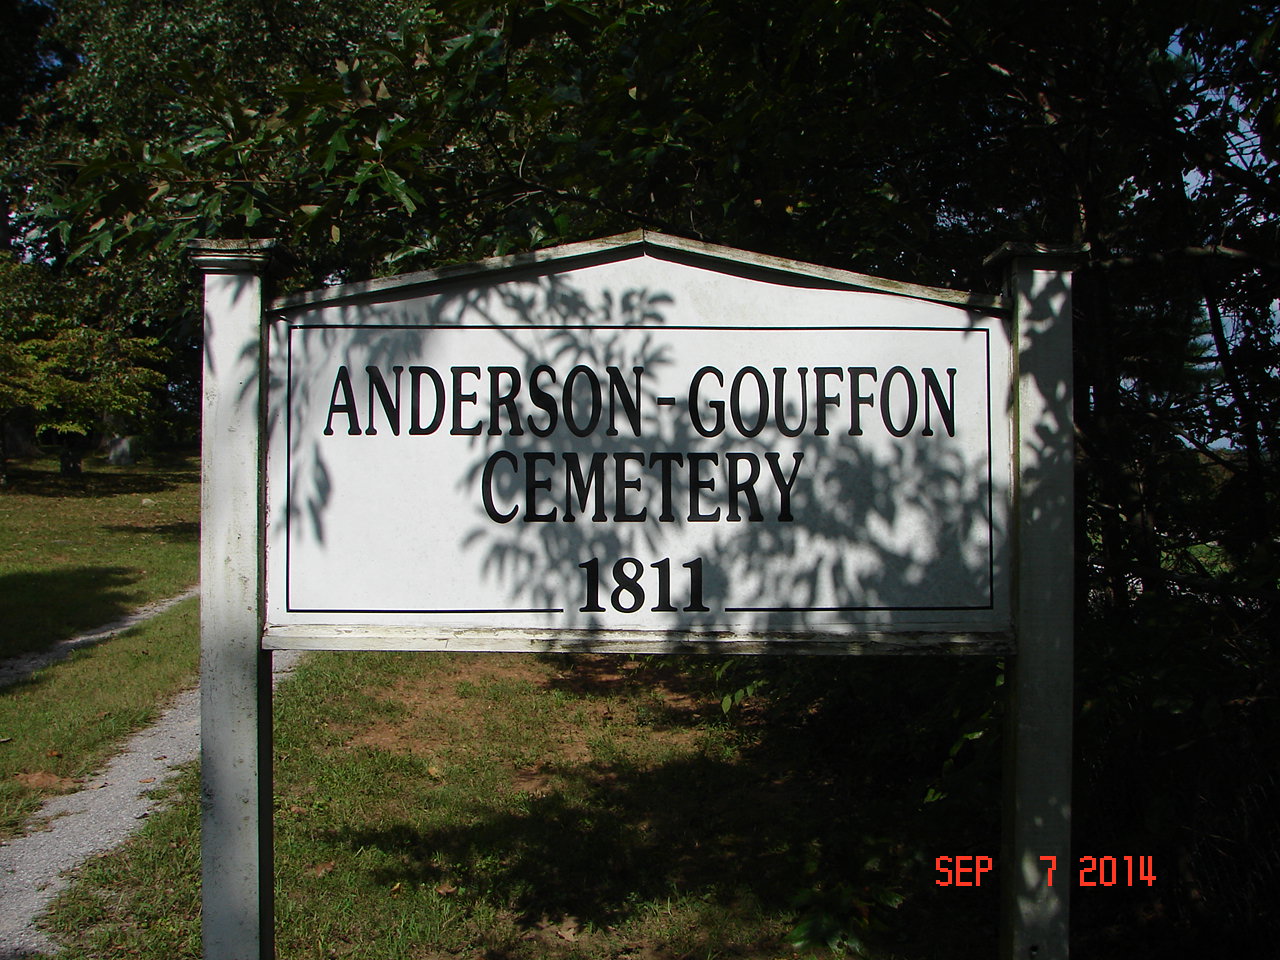 ANDERSON-GOUFFON
CEMETERY
1811
SEP 7 2014